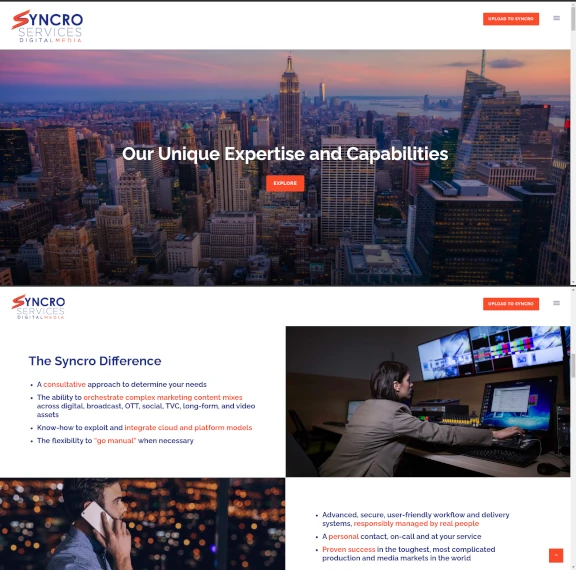 SYNCRO
SERVICES
DIGITALMEDIA
UPLOAD TO SYNCRO
Our Unique Expertise and Capabilities
EXPLORE
SYNCRO
SERVICES
DIGITALMEDIA
UPLOAD TO SYNCRO
The Syncro Difference
• A consultative approach to determine your needs
• The ability to orchestrate complex marketing content mixes
across digital, broadcast, OTT, social, TVC, long-form, and video
assets
• Know-how to exploit and integrate cloud and platform models
• The flexibility to "go manual" when necessary
• Advanced, secure, user-friendly workflow and delivery
systems, responsibly managed by real people
• A personal contact, on-call and at your service
• Proven success in the toughest, most complicated
production and media markets in the world